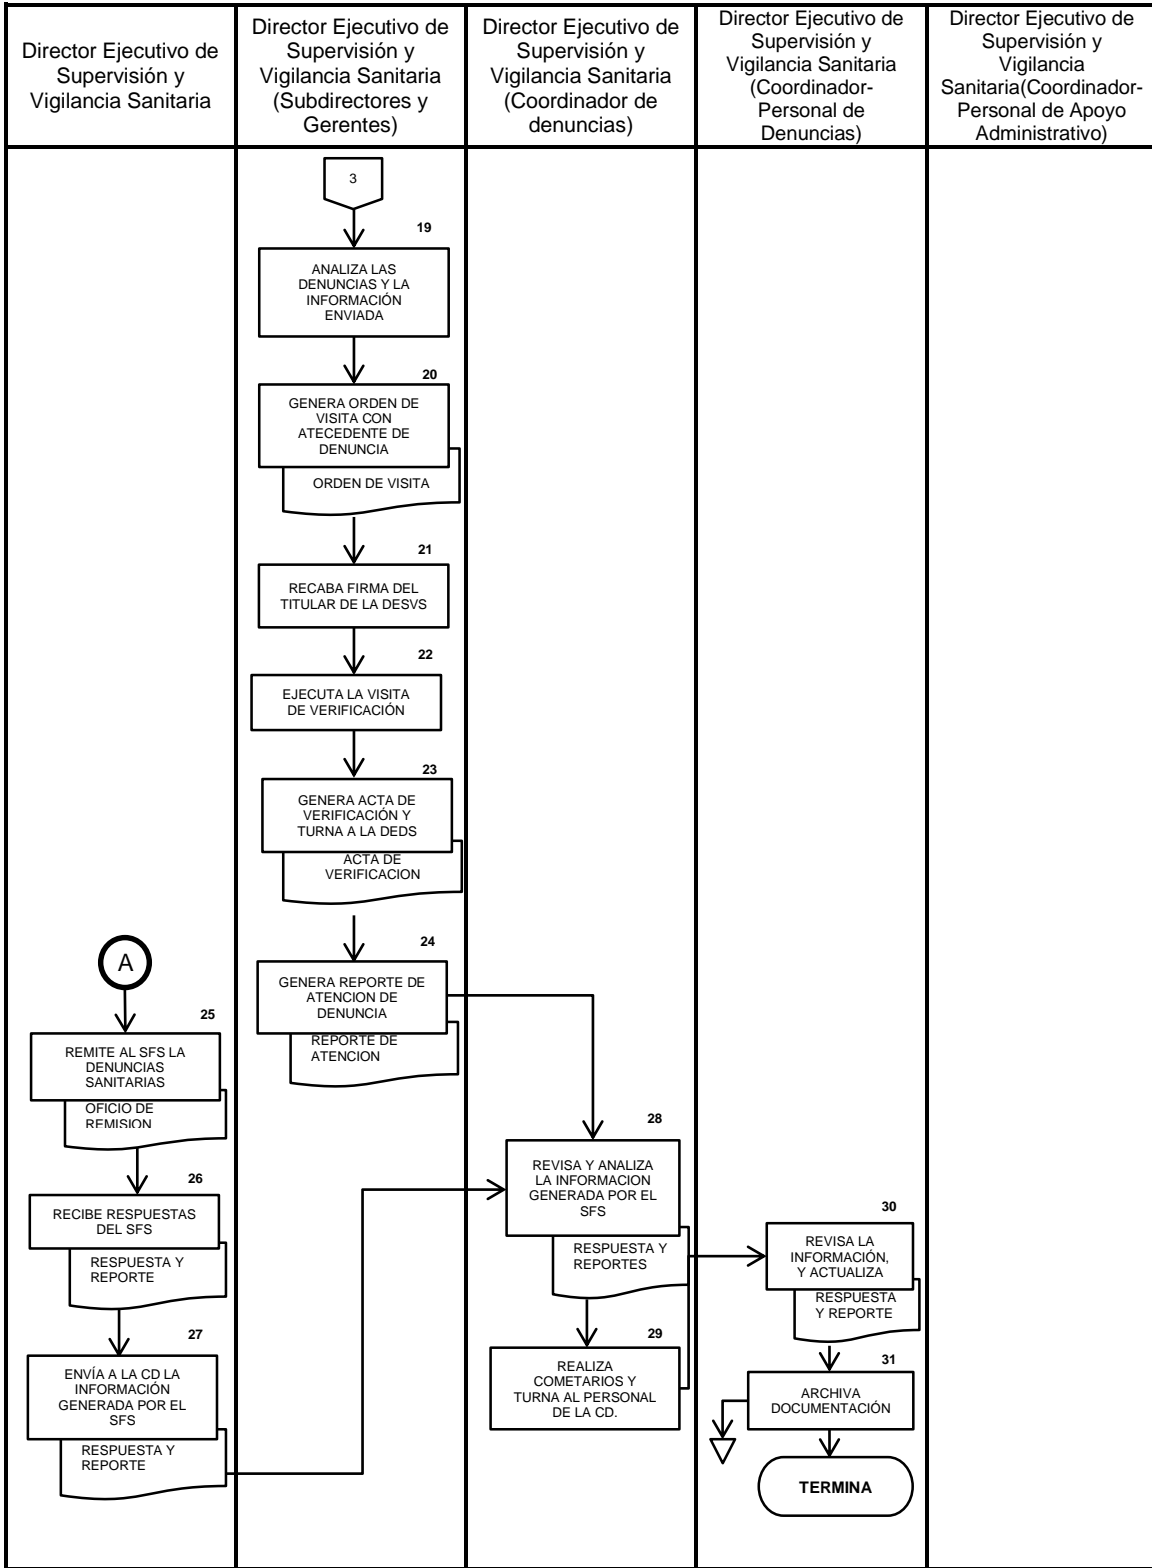 Director Ejecutivo de
Supervisión y
Vigilancia Sanitaria
Director Ejecutivo de
Supervisión y
Vigilancia Sanitaria
(Subdirectores y
Gerentes)
Director Ejecutivo de
Supervisión y
Vigilancia Sanitaria
(Coordinador de
denuncias)
Director Ejecutivo de
Supervisión y
Vigilancia Sanitaria
(Coordinador-
Personal de
Denuncias)
Director Ejecutivo de
Supervisión y
Vigilancia
Sanitaria(Coordinador-
Personal de Apoyo
Administrativo)
3
19
ANALIZA LAS
DENUNCIAS Y LA
INFORMACIÓN
ENVIADA
20
GENERA ORDEN DE
VISITA CON
ATECEDENTE DE
DENUNCIA
ORDEN DE VISITA
21
RECABA FIRMA DEL
TITULAR DE LA DESVS
22
EJECUTA LA VISITA
DE VERIFICACIÓN
23
GENERA ACTA DE
VERIFICACIÓN Y
TURNA A LA DEDS
ACTA DE
VERIFICACION
24
GENERA REPORTE DE
ATENCION DE
DENUNCIA
REPORTE DE
ATENCION
A
25
REMITE AL SFS LA
DENUNCIAS
SANITARIAS
OFICIO DE
REMISION
26
RECIBE RESPUESTAS
DEL SFS
RESPUESTA Y
REPORTE
27
ENVÍA A LA CD LA
INFORMACIÓN
GENERADA POR EL
SFS
RESPUESTA Y
REPORTE
28
REVISA Y ANALIZA
LA INFORMACION
GENERADA POR EL
SFS
RESPUESTA Y
REPORTES
29
REALIZA
COMETARIOS Y
TURNA AL PERSONAL
DE LA CD.
30
REVISA LA
INFORMACIÓN,
Y ACTUALIZA
RESPUESTA
Y REPORTE
31
ARCHIVA
DOCUMENTACIÓN
TERMINA